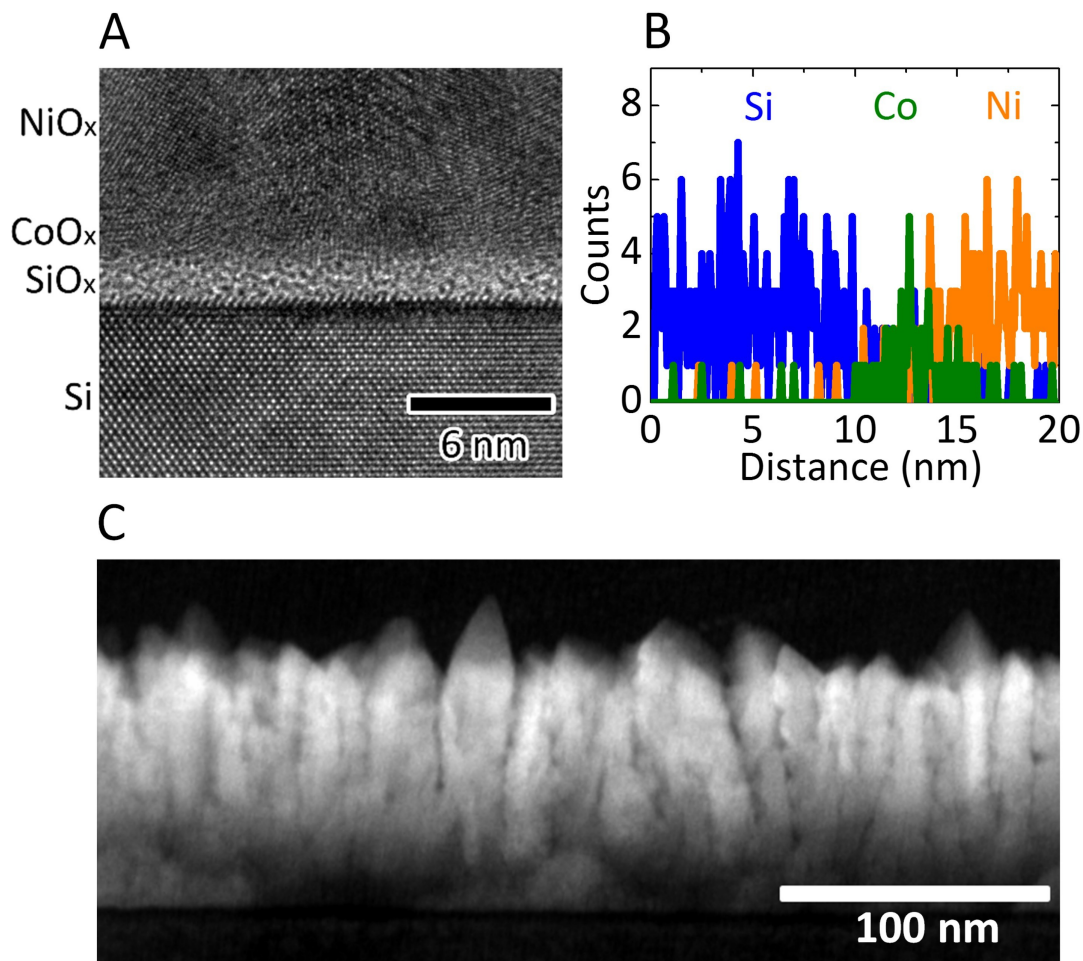 A
NiOx
CoOx
SiOx
Si
6 nm
B
Si Co Ni
Counts
8
6
4
2
0
0 5 10 15 20
Distance (nm)
C
100 nm